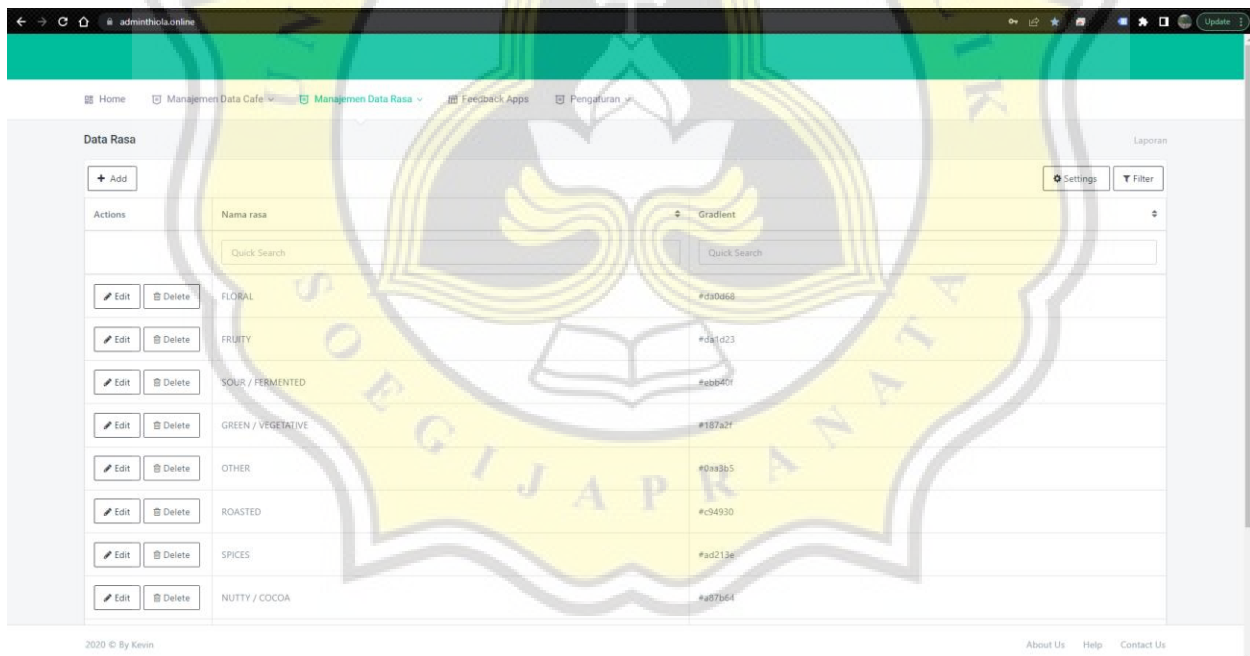 adminthiola.online Update
Home Manajemen Data Cafe Manajemen Data Rasa Feedback Apps Pengaturan
Data Rasa Laporan
+ Add Settings Filter
Actions Nama rasa Gradient
Quick Search Quick Search
Edit Delete FLORAL #da0d68
Edit Delete FRUITY #da1d23
Edit Delete SOUR / FERMENTED #ebb40f
Edit Delete GREEN / VEGETATIVE #187a2f
Edit Delete OTHER #0aa3b5
Edit Delete ROASTED #c94930
Edit Delete SPICES #ad213e
Edit Delete NUTTY / COCOA #a87b64
2020 © By Kevin About Us Help Contact Us
SOEGIJAPRANATA